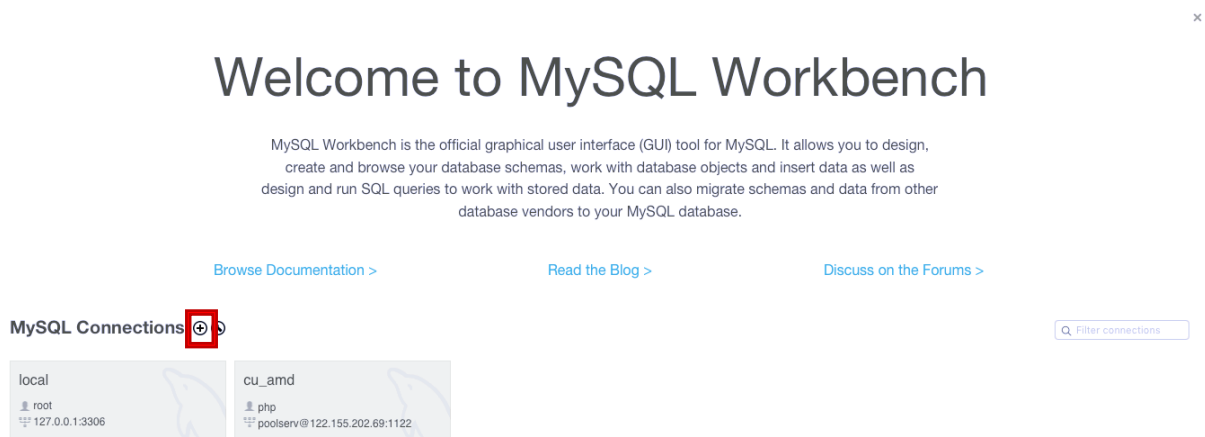 Welcome to MySQL Workbench
MySQL Workbench is the official graphical user interface (GUI) tool for MySQL. It allows you to design,
create and browse your database schemas, work with database objects and insert data as well as
design and run SQL queries to work with stored data. You can also migrate schemas and data from other
database vendors to your MySQL database.
Browse Documentation >
Read the Blog >
Discuss on the Forums >
MySQL Connections
Filter connections
local
root
127.0.0.1:3306
cu_amd
php
poolserv@122.155.202.69:1122